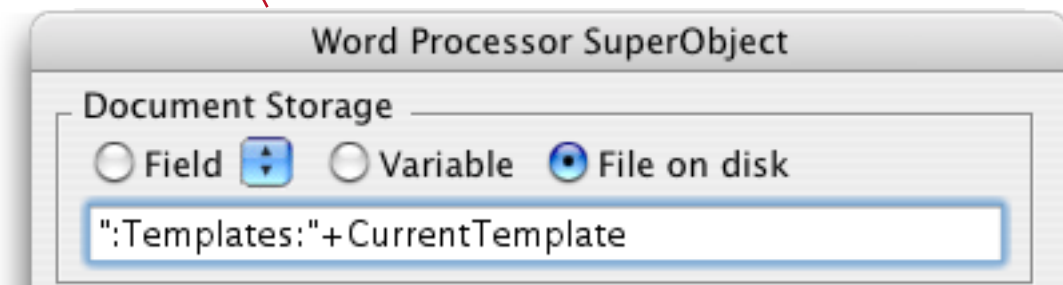 Word Processor SuperObject
Document Storage
Field Variable File on disk
":Templates:"+CurrentTemplate